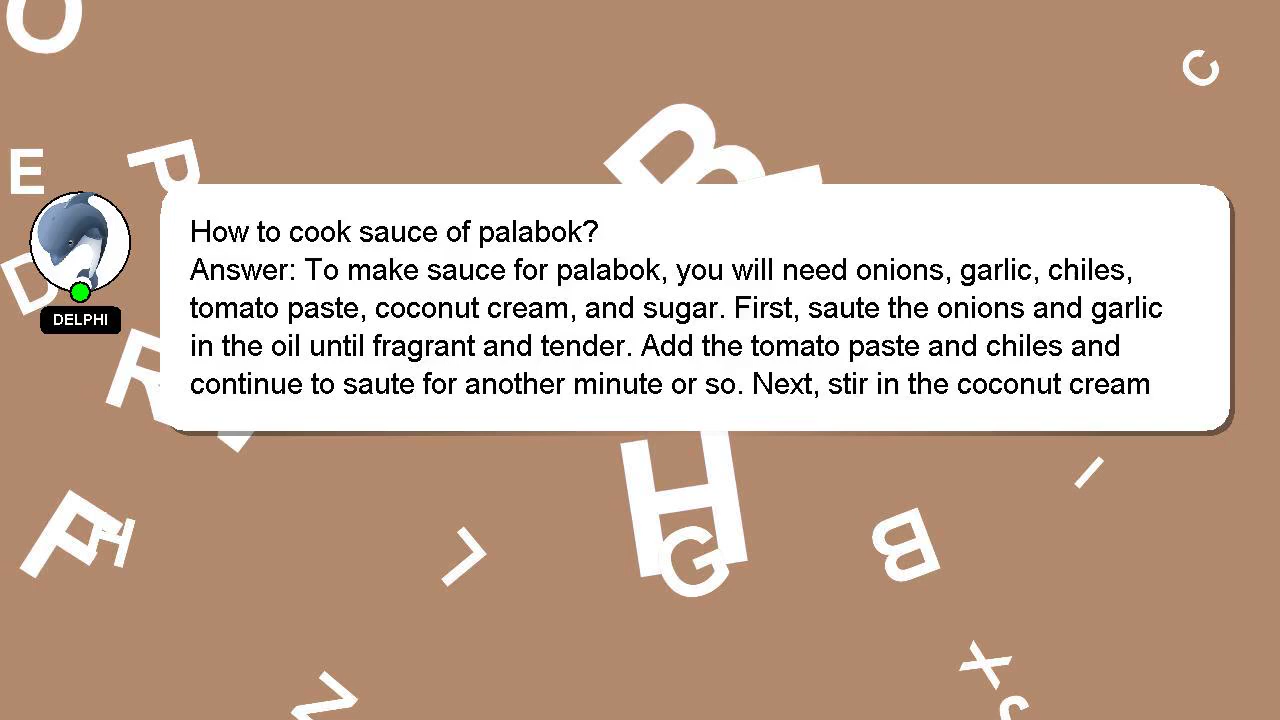 O
C
E
P
B
D
DELPHI
How to cook sauce of palabok?
Answer: To make sauce for palabok, you will need onions, garlic, chiles,
tomato paste, coconut cream, and sugar. First, saute the onions and garlic
in the oil until fragrant and tender. Add the tomato paste and chiles and
continue to saute for another minute or so. Next, stir in the coconut cream
R
H
I
P
H
L
G
B
X
Z
J